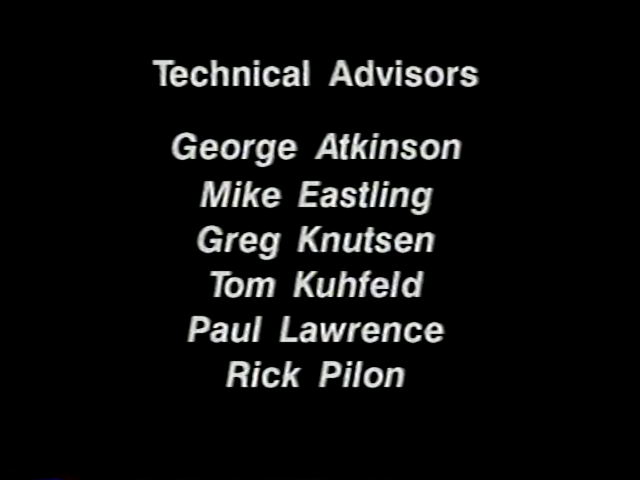 Technical Advisors
George Atkinson
Mike Eastling
Greg Knutsen
Tom Kuhfeld
Paul Lawrence
Rick Pilon